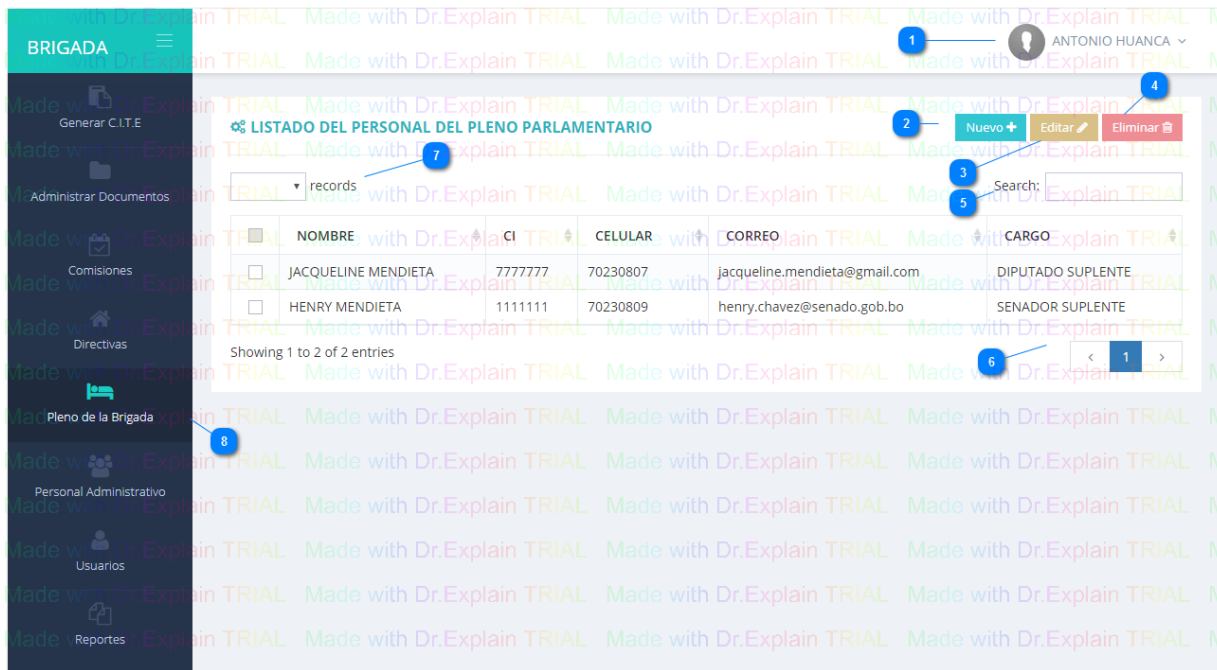 BRIGADA
1
ANTONIO HUANCA
Generar C.I.T.E
Administrar Documentos
Comisiones
Directivas
Pleno de la Brigada
8
Personal Administrativo
Usuarios
Reportes
4
LISTADO DEL PERSONAL DEL PLENO PARLAMENTARIO
2
Nuevo
Editar
Eliminar
7
3
records
5
Search:
NOMBRE CI CELULAR CORREO CARGO
JACQUELINE MENDIETA 7777777 70230807 jacqueline.mendieta@gmail.com DIPUTADO SUPLENTE
HENRY MENDIETA 1111111 70230809 henry.chavez@senado.gob.bo SENADOR SUPLENTE
Showing 1 to 2 of 2 entries
6
< 1 >
Made with Dr.Explain TRIAL